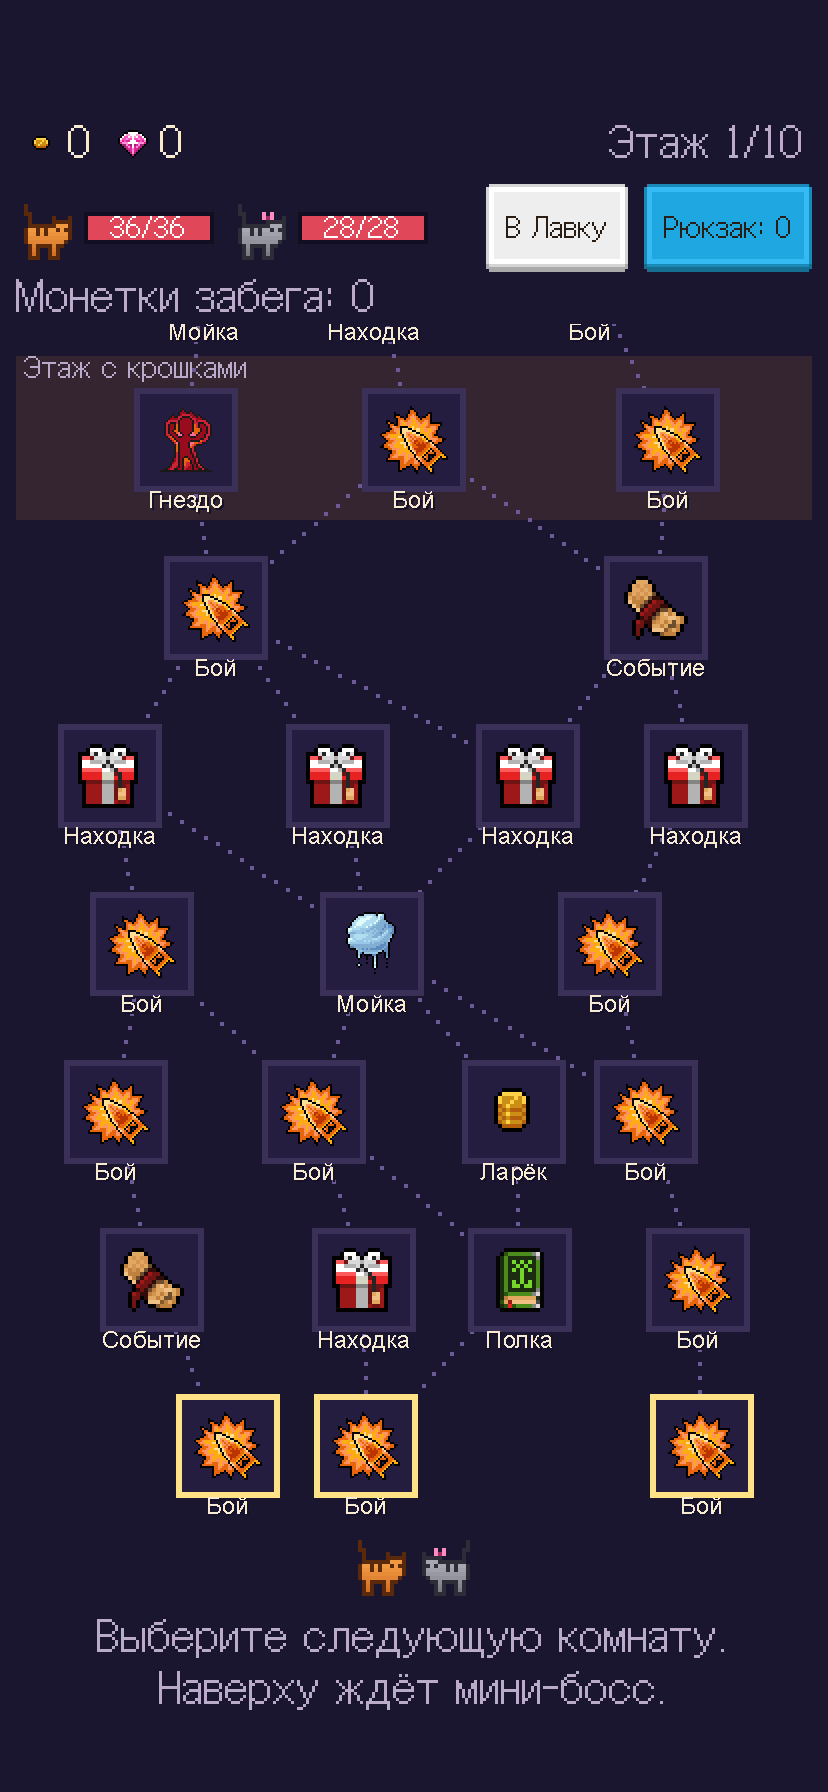 0 0 Этаж 1/10
36/36 28/28 В Лавку Рюкзак: 0
Монетки забега: 0
Мойка Находка Бой
Этаж с крошками
Гнездо Бой Бой
Бой Событие
Находка Находка Находка Находка
Бой Мойка Бой
Бой Бой Ларёк Бой
Событие Находка Полка Бой
Бой Бой Бой
Выберите следующую комнату.
Наверху ждёт мини-босс.